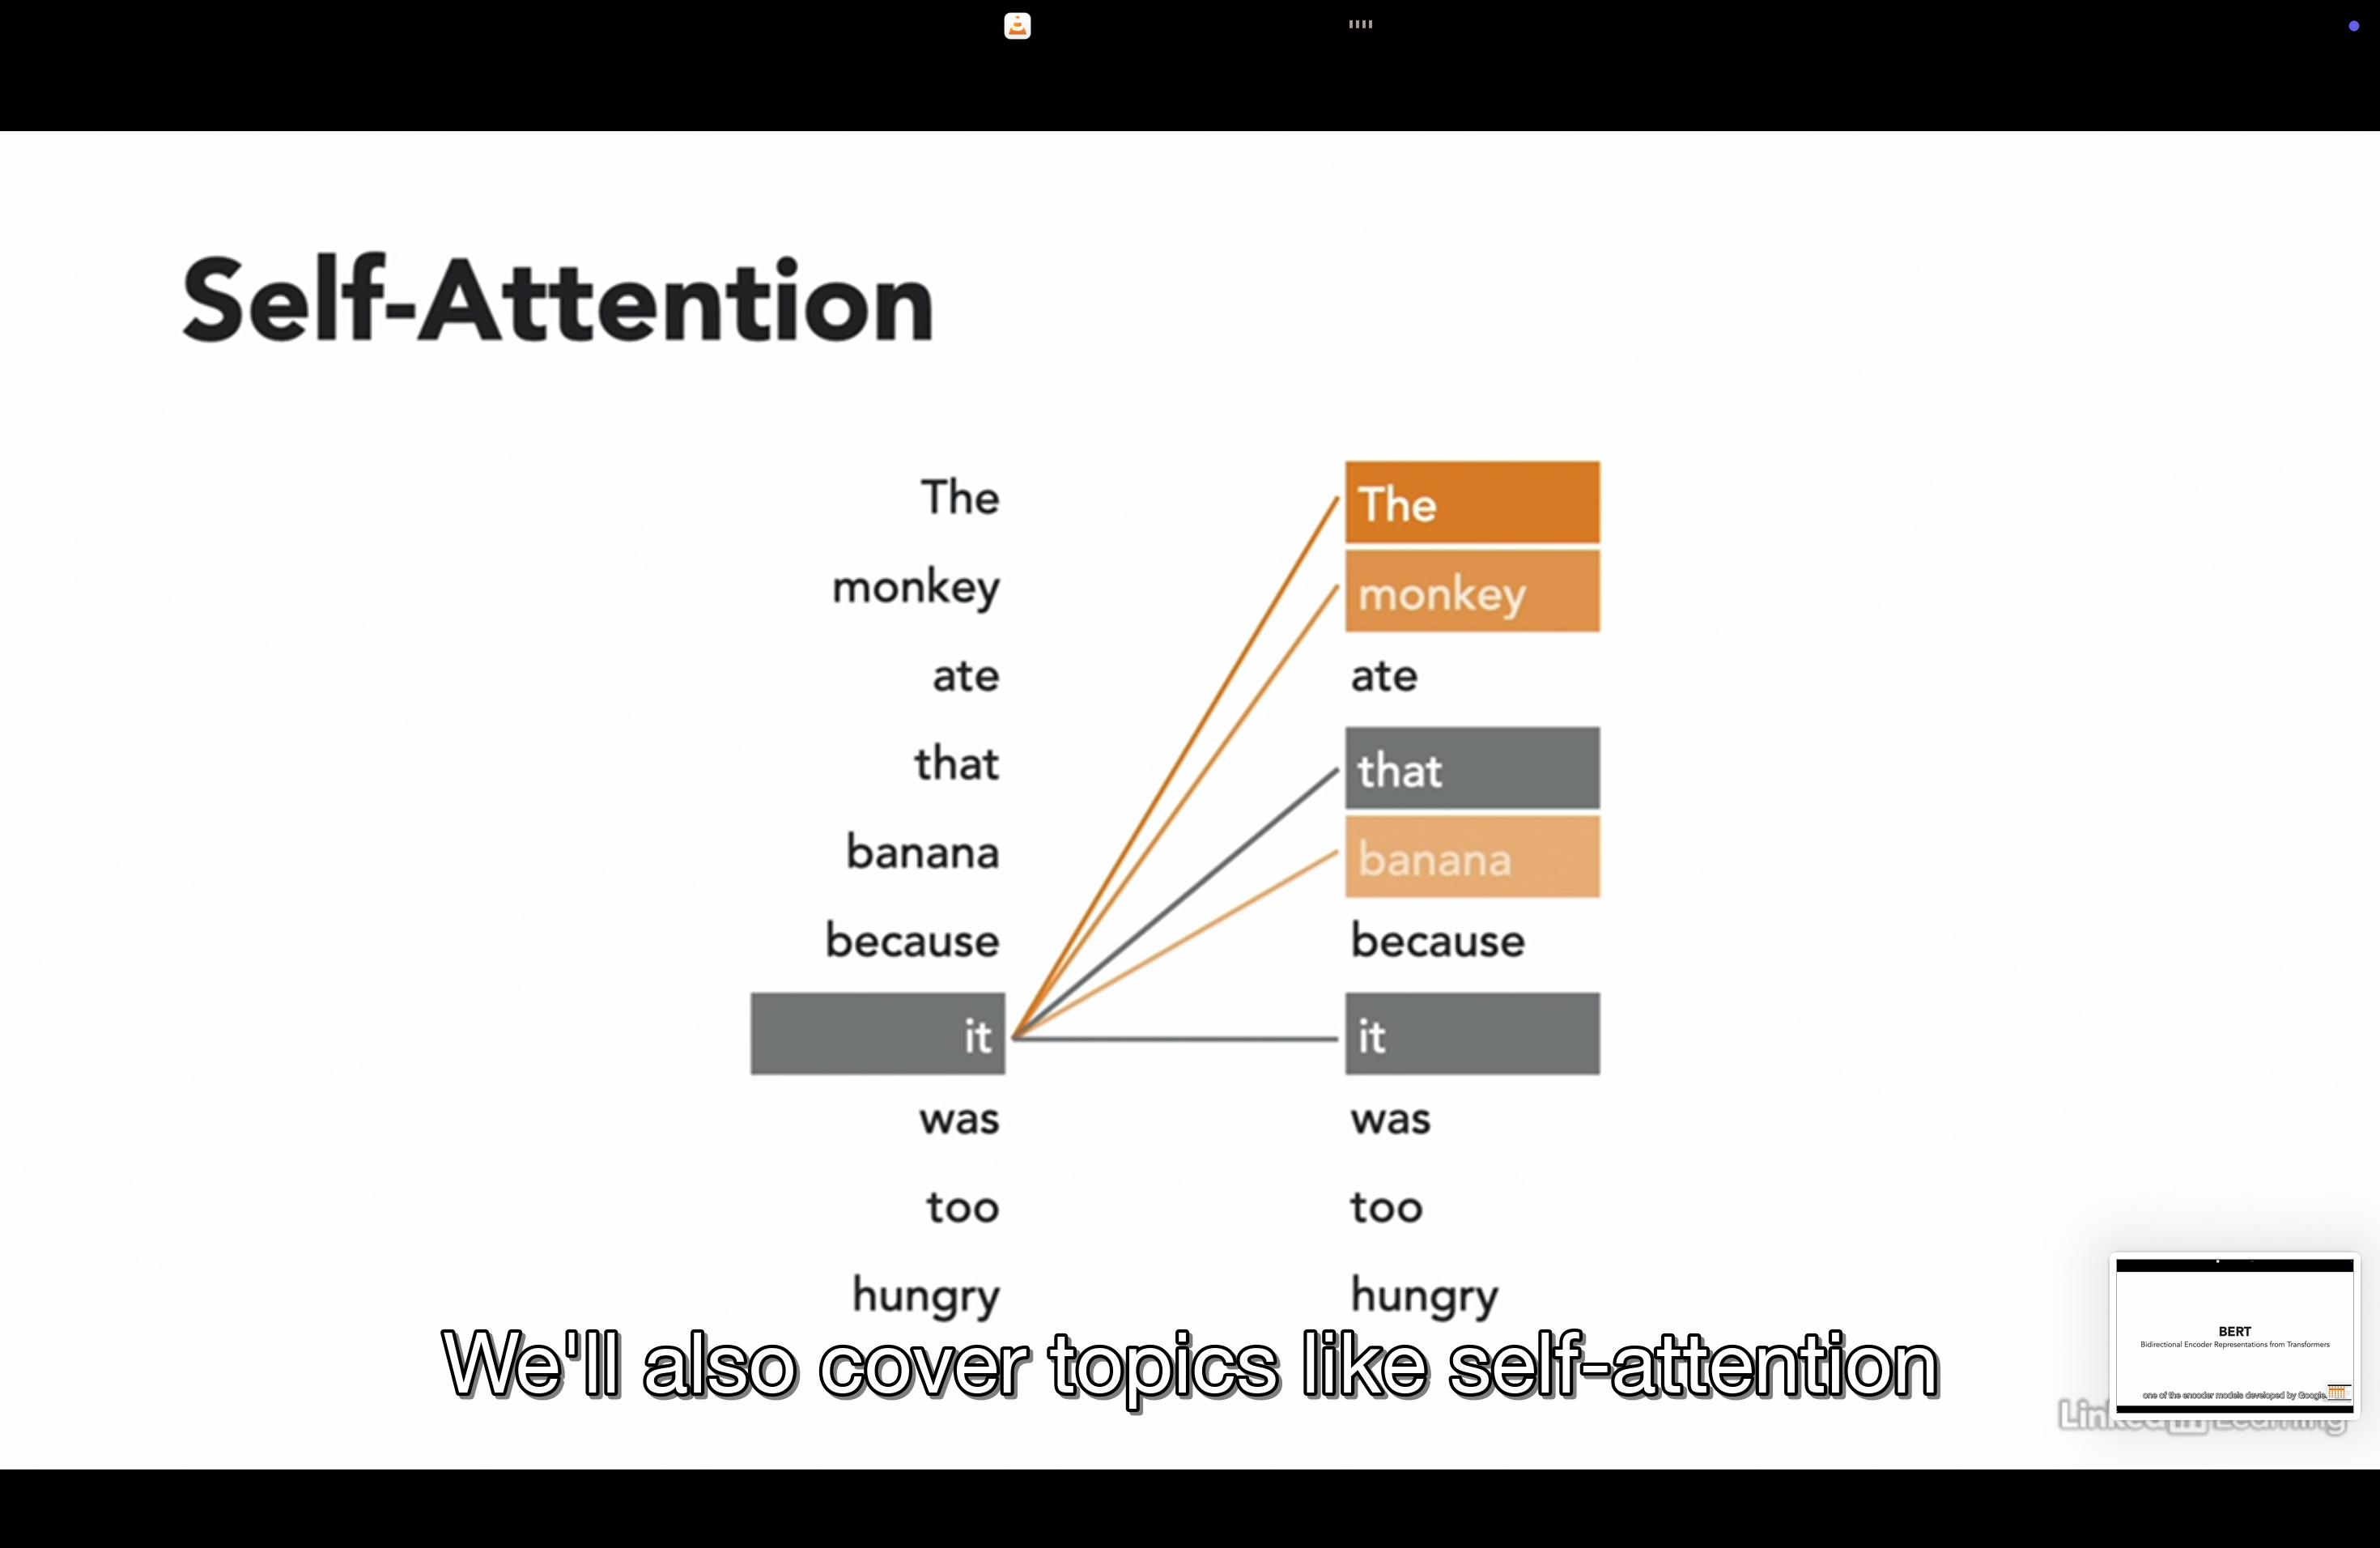 Self-Attention
The
monkey
ate
that
banana
because
it
was
too
hungry
The
monkey
ate
that
banana
because
it
was
too
hungry
We'll also cover topics like self-attention
BERT
Bidirectional Encoder Representations from Transformers
one of the encoder models developed by Google.
LinkedIn Learning